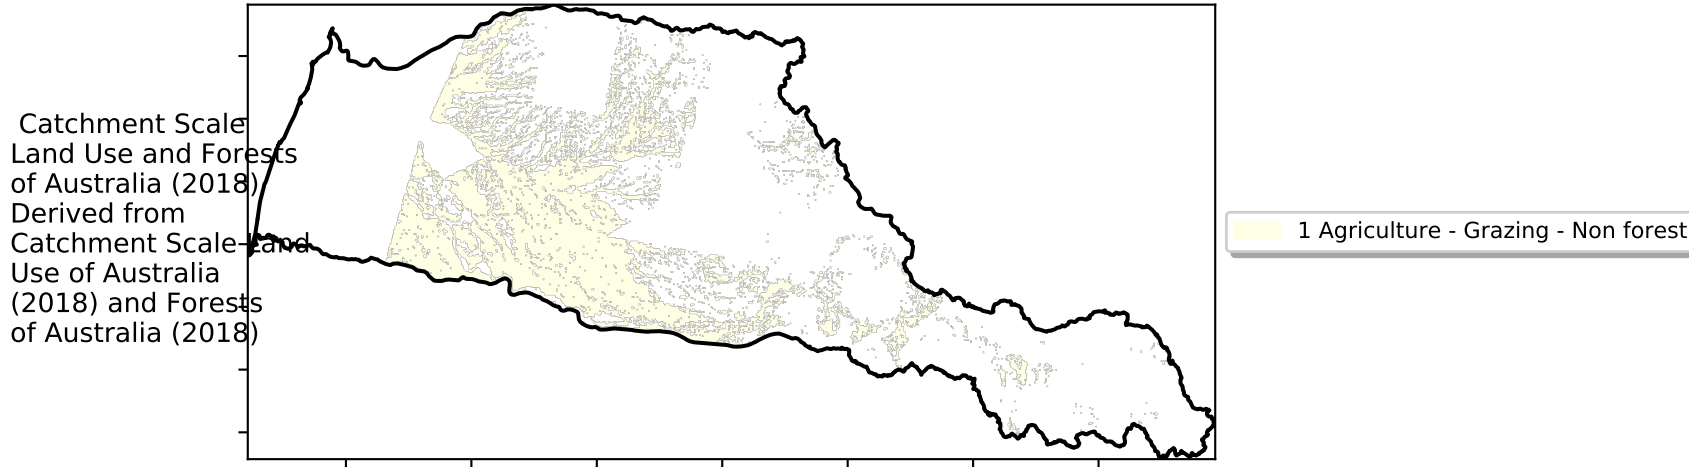 Catchment Scale
Land Use and Forests
of Australia (2018)
Derived from
Catchment Scale Land
Use of Australia
(2018) and Forests
of Australia (2018)
1 Agriculture - Grazing - Non forest